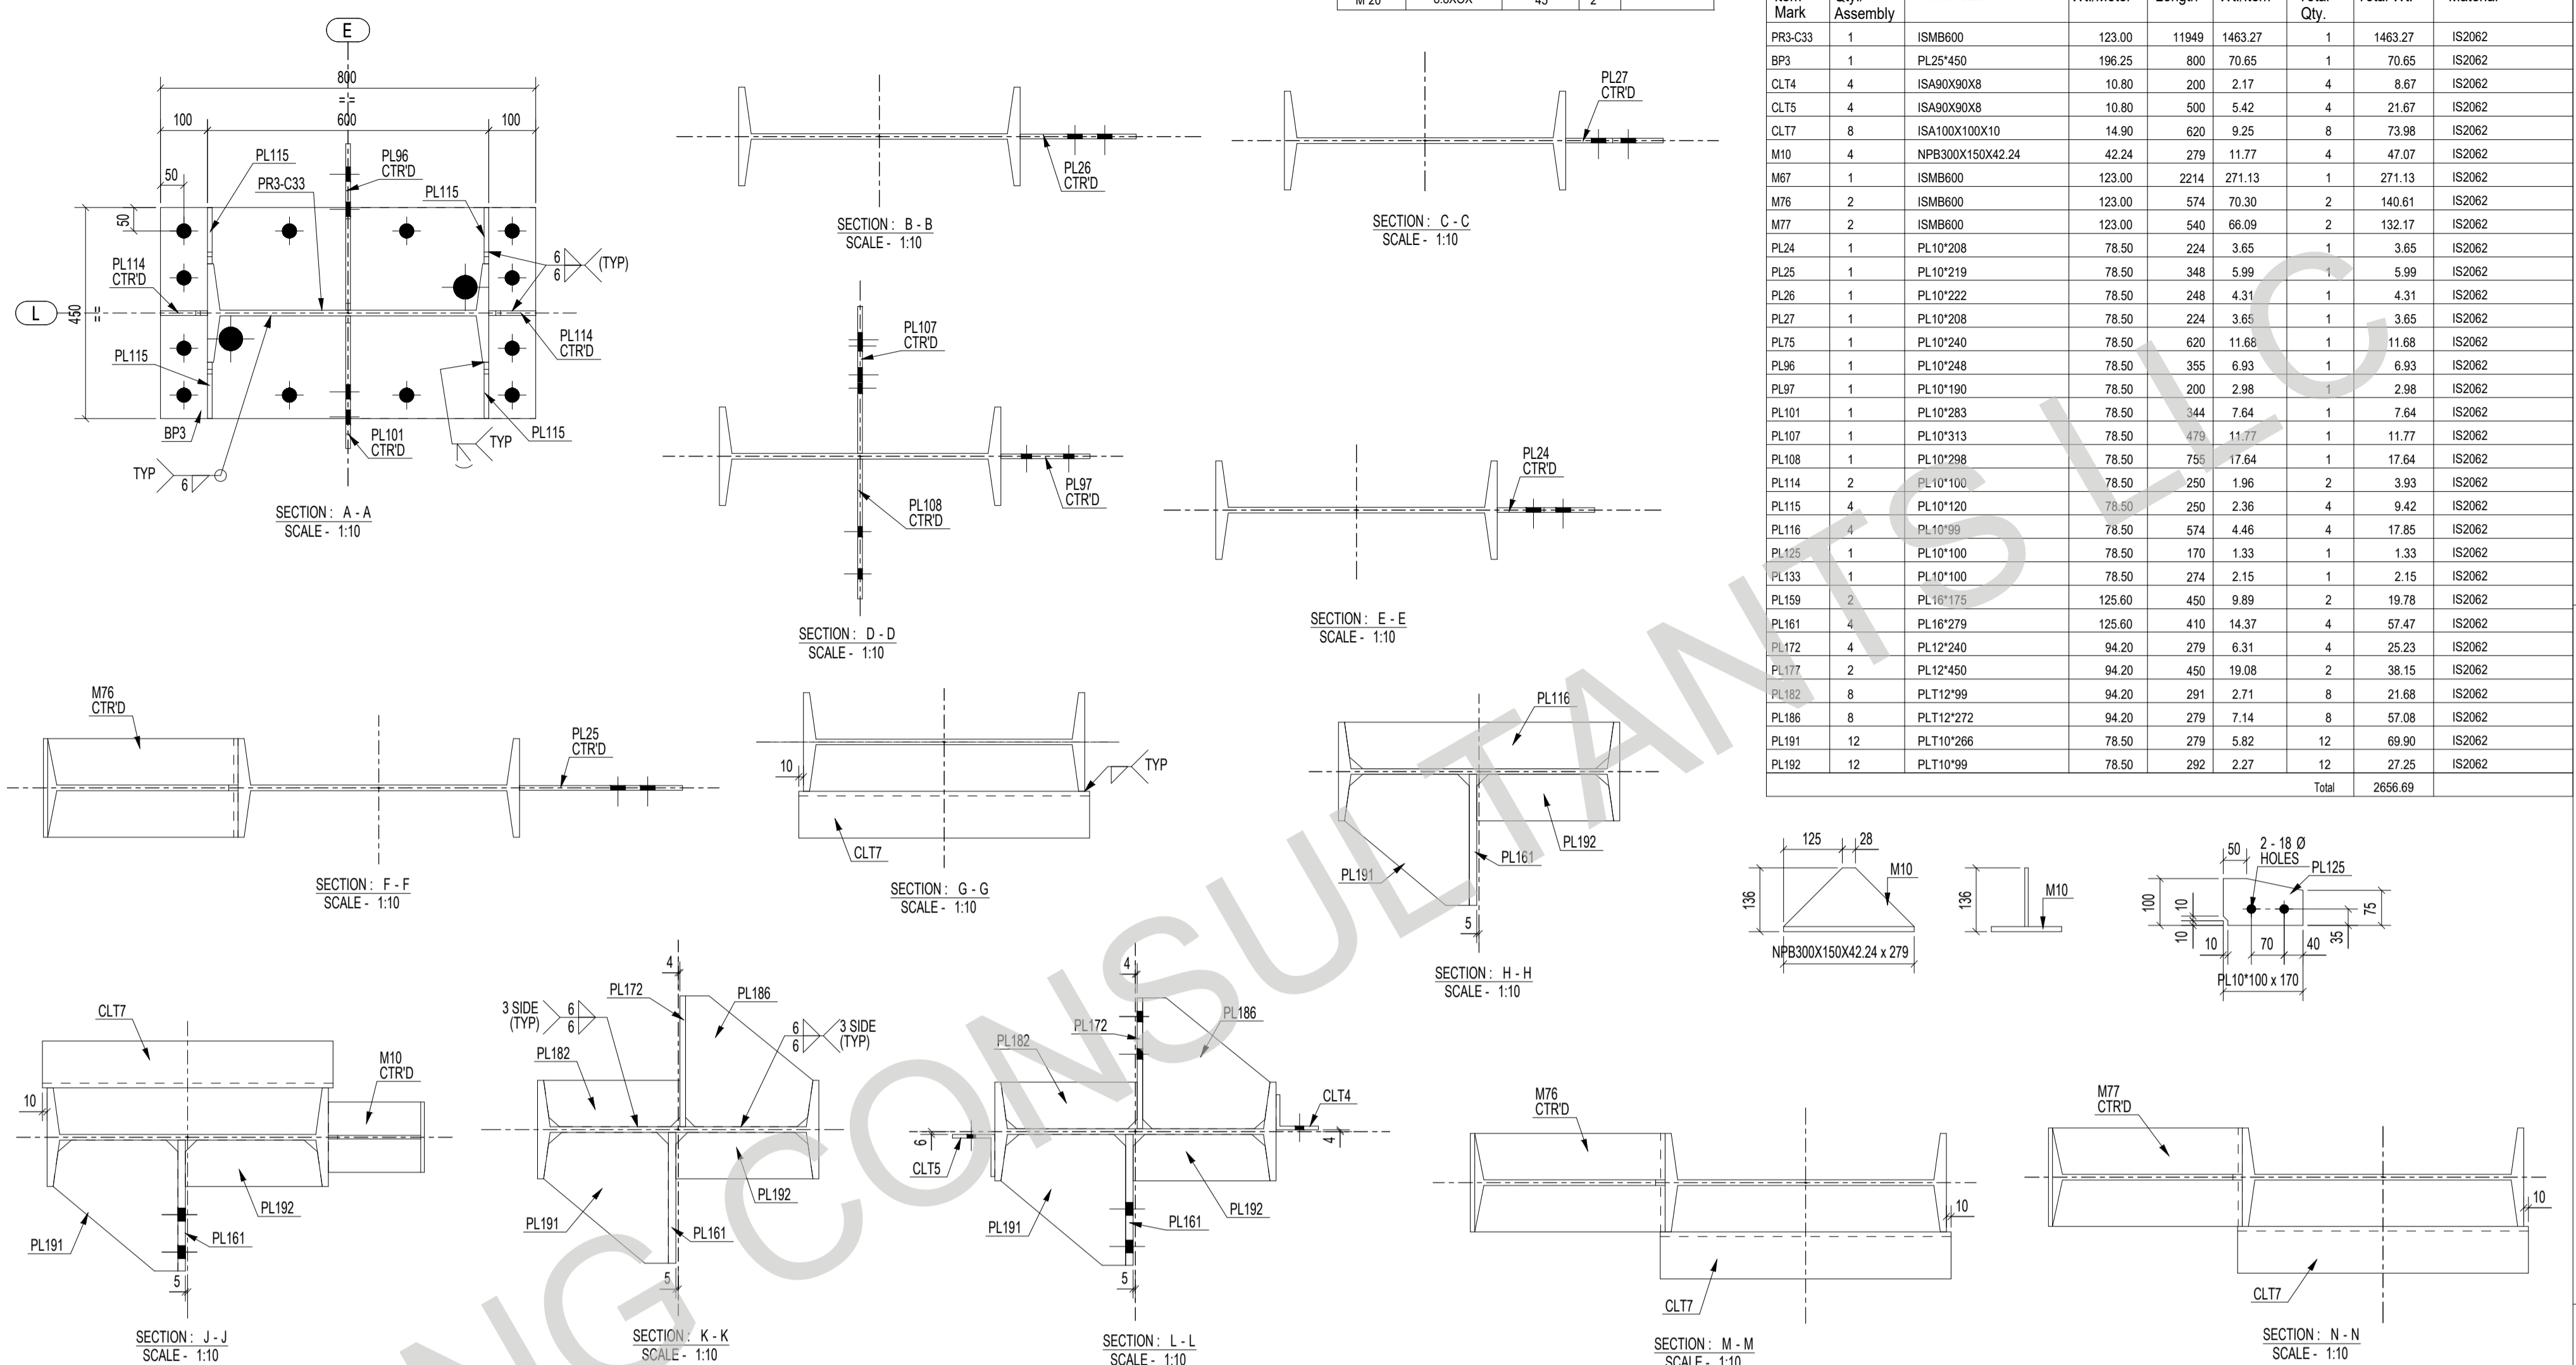 M 20 45 2
E
800
=
100 600 100
PL115
PL96
CTR'D
PR3-C33
PL115
50
50
6
6
(TYP)
PL114
CTR'D
L
450
=
PL114
CTR'D
PL115
BP3
PL101
CTR'D
TYP
PL115
TYP
6
SECTION : A - A
SCALE - 1:10
PL26
CTR'D
SECTION : B - B
SCALE - 1:10
PL27
CTR'D
SECTION : C - C
SCALE - 1:10
PL107
CTR'D
PL97
CTR'D
PL108
CTR'D
SECTION : D - D
SCALE - 1:10
PL24
CTR'D
SECTION : E - E
SCALE - 1:10
Mark Assembly Qty.
PR3-C33 1 ISMB600 123.00 11949 1463.27 1 1463.27 IS2062
BP3 1 PL25*450 196.25 800 70.65 1 70.65 IS2062
CLT4 4 ISA90X90X8 10.80 200 2.17 4 8.67 IS2062
CLT5 4 ISA90X90X8 10.80 500 5.42 4 21.67 IS2062
CLT7 8 ISA100X100X10 14.90 620 9.25 8 73.98 IS2062
M10 4 NPB300X150X42.24 42.24 279 11.77 4 47.07 IS2062
M67 1 ISMB600 123.00 2214 271.13 1 271.13 IS2062
M76 2 ISMB600 123.00 574 70.30 2 140.61 IS2062
M77 2 ISMB600 123.00 540 66.09 2 132.17 IS2062
PL24 1 PL10*208 78.50 224 3.65 1 3.65 IS2062
PL25 1 PL10*219 78.50 348 5.99 1 5.99 IS2062
PL26 1 PL10*222 78.50 248 4.31 1 4.31 IS2062
PL27 1 PL10*208 78.50 224 3.65 1 3.65 IS2062
PL75 1 PL10*240 78.50 620 11.68 1 11.68 IS2062
PL96 1 PL10*248 78.50 355 6.93 1 6.93 IS2062
PL97 1 PL10*190 78.50 200 2.98 1 2.98 IS2062
PL101 1 PL10*283 78.50 344 7.64 1 7.64 IS2062
PL107 1 PL10*313 78.50 479 11.77 1 11.77 IS2062
PL108 1 PL10*298 78.50 755 17.64 1 17.64 IS2062
PL114 2 PL10*100 78.50 250 1.96 2 3.93 IS2062
PL115 4 PL10*120 78.50 250 2.36 4 9.42 IS2062
PL116 4 PL10*99 78.50 574 4.46 4 17.85 IS2062
PL125 1 PL10*100 78.50 170 1.33 1 1.33 IS2062
PL133 1 PL10*100 78.50 274 2.15 1 2.15 IS2062
PL159 2 PL16*175 125.60 450 9.89 2 19.78 IS2062
PL161 4 PL16*279 125.60 410 14.37 4 57.47 IS2062
PL172 4 PL12*240 94.20 279 6.31 4 25.23 IS2062
PL177 2 PL12*450 94.20 450 19.08 2 38.15 IS2062
PL182 8 PLT12*99 94.20 291 2.71 8 21.68 IS2062
PL186 8 PLT12*272 94.20 279 7.14 8 57.08 IS2062
PL191 12 PLT10*266 78.50 279 5.82 12 69.90 IS2062
PL192 12 PLT10*99 78.50 292 2.27 12 27.25 IS2062
Total 2656.69
M76
CTR'D
PL25
CTR'D
SECTION : F - F
SCALE - 1:10
10
TYP
CLT7
SECTION : G - G
SCALE - 1:10
PL116
PL192
PL161
PL191
5
SECTION : H - H
SCALE - 1:10
125 28
136
M10
NPB300X150X42.24 x 279
136
M10
50
2 - 18 Ø
HOLES
PL125
100
10
10
75
35
10 70 40
PL10*100 x 170
CLT7
M10
CTR'D
10
PL192
PL191
PL161
5
SECTION : J - J
SCALE - 1:10
4
PL172
PL186
3 SIDE
(TYP)
6
6
6
6
3 SIDE
(TYP)
PL182
PL192
PL191
PL161
5
SECTION : K - K
SCALE - 1:10
4
PL172
PL186
PL182
CLT4
6
4
CLT5
PL192
PL191
PL161
5
SECTION : L - L
SCALE - 1:10
M76
CTR'D
10
CLT7
SECTION : M - M
SCALE - 1:10
M77
CTR'D
10
CLT7
SECTION : N - N
SCALE - 1:10
NG CONSULTANTS LLC